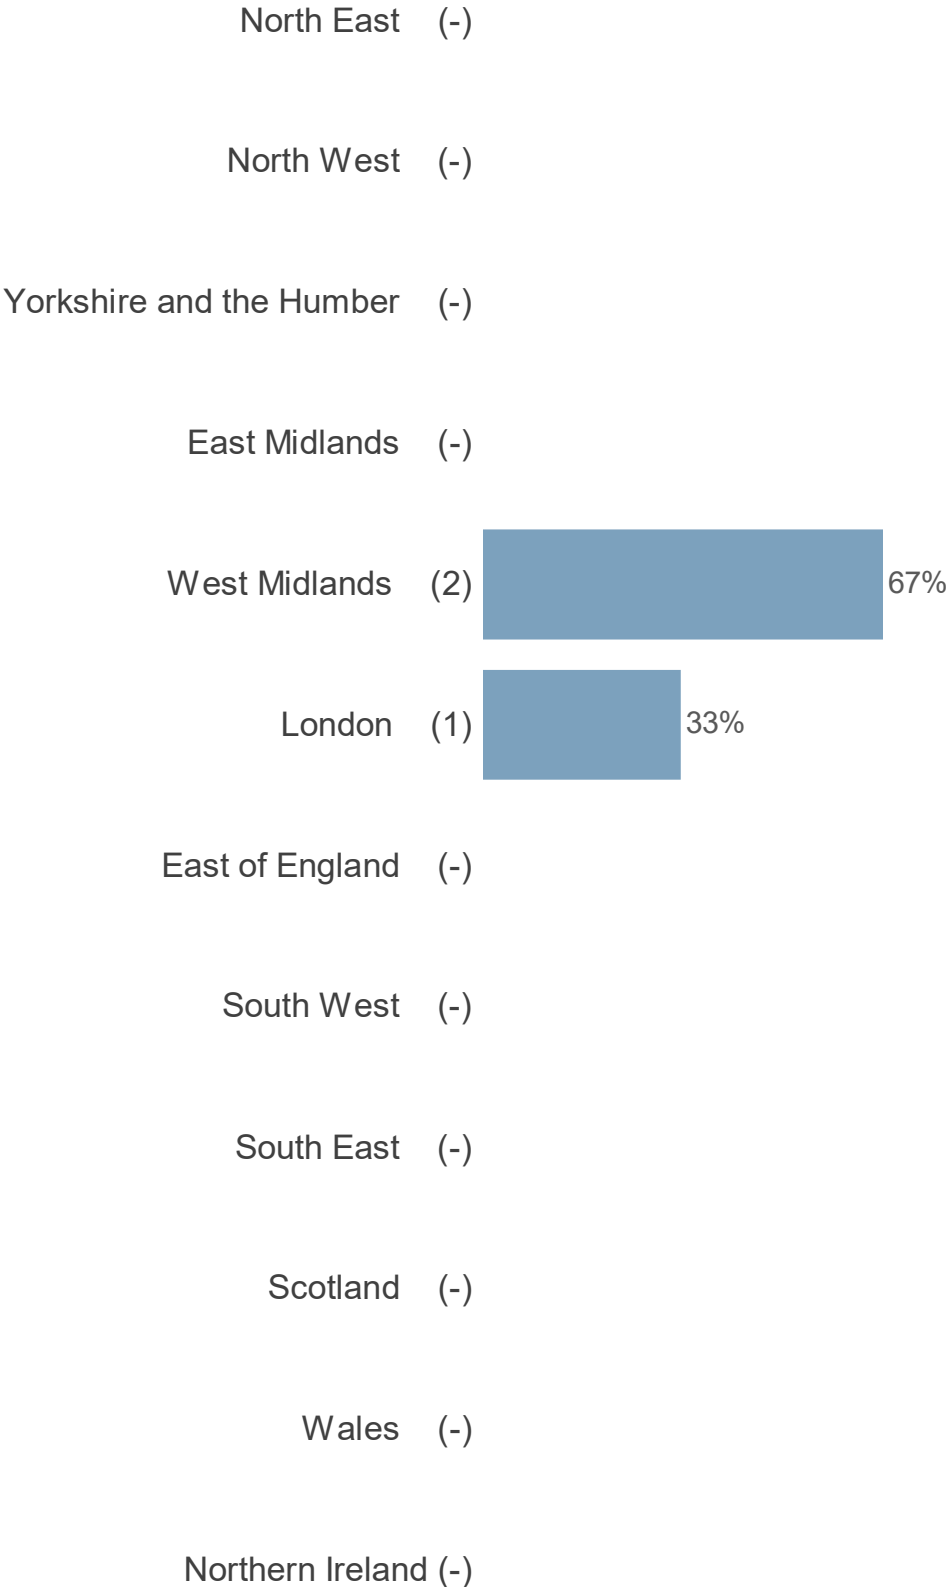 North East (-)
North West (-)
Yorkshire and the Humber (-)
East Midlands (-)
West Midlands (2) 67%
London (1) 33%
East of England (-)
South West (-)
South East (-)
Scotland (-)
Wales (-)
Northern Ireland (-)